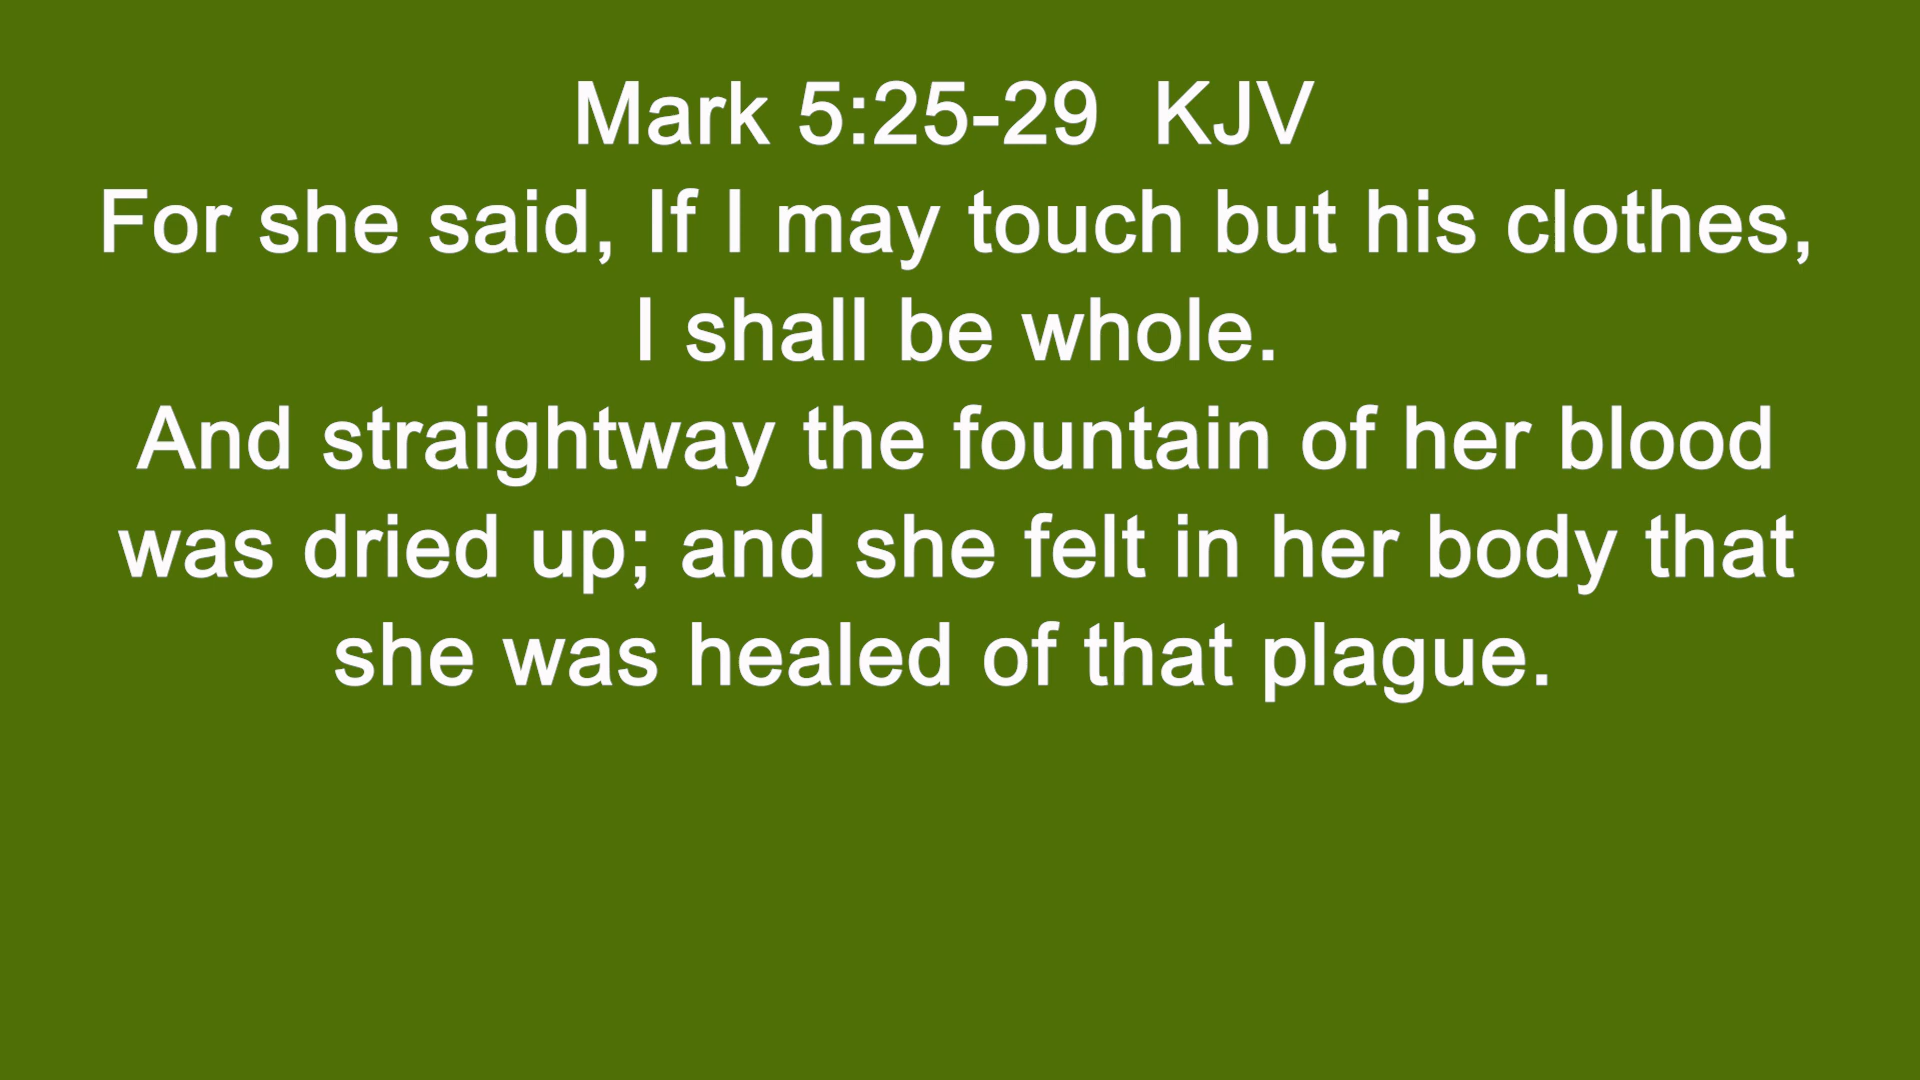 Mark 5:25-29  KJV
For she said, If I may touch but his clothes,
I shall be whole.
And straightway the fountain of her blood
was dried up; and she felt in her body that
she was healed of that plague.